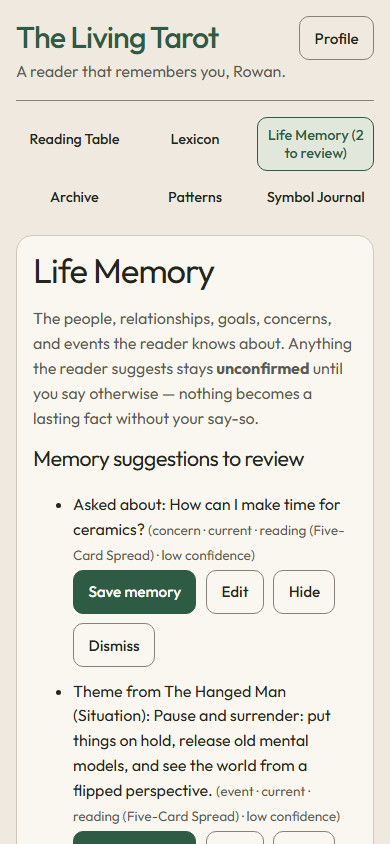 The Living Tarot
Profile
A reader that remembers you, Rowan.
Reading Table
Lexicon
Life Memory (2
to review)
Archive
Patterns
Symbol Journal
Life Memory
The people, relationships, goals, concerns,
and events the reader knows about. Anything
the reader suggests stays unconfirmed until
you say otherwise — nothing becomes a
lasting fact without your say-so.
Memory suggestions to review
• Asked about: How can I make time for
ceramics? (concern · current · reading (Five-
Card Spread) · low confidence)
Save memory
Edit
Hide
Dismiss
• Theme from The Hanged Man
(Situation): Pause and surrender: put
things on hold, release old mental
models, and see the world from a
flipped perspective. (event · current ·
reading (Five-Card Spread) · low confidence)